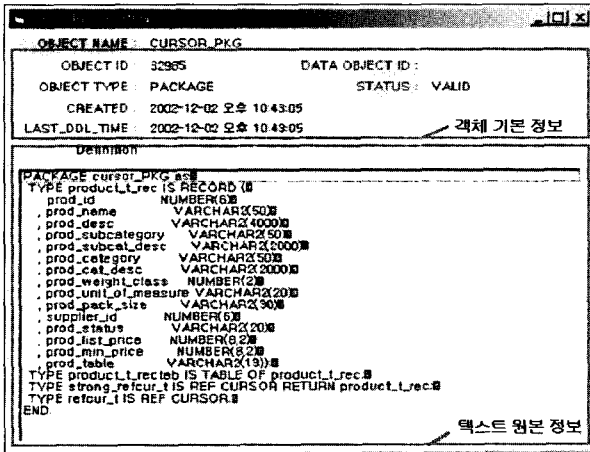 OBJECT NAME : CURSOR_PKG
OBJECT ID : 32985 DATA OBJECT ID :
OBJECT TYPE : PACKAGE STATUS : VALID
CREATED : 2002-12-02 오후 10:49:05
LAST_DDL_TIME : 2002-12-02 오후 10:49:05
객체 기본 정보
Definition
PACKAGE cursor_PKG as
TYPE product_t_rec IS RECORD (
prod_id NUMBER(6)
, prod_name VARCHAR2(50)
, prod_desc VARCHAR2(4000)
, prod_subcategory VARCHAR2(50)
, prod_subcat_desc VARCHAR2(2000)
, prod_category VARCHAR2(50)
, prod_cat_desc VARCHAR2(2000)
, prod_weight_class NUMBER(2)
, prod_unit_of_measure VARCHAR2(20)
, prod_pack_size VARCHAR2(30)
, supplier_id NUMBER(6)
, prod_status VARCHAR2(20)
, prod_list_price NUMBER(8,2)
, prod_min_price NUMBER(8,2)
, prod_table VARCHAR2(13));
TYPE product_t_rectab IS TABLE OF product_t_rec;
TYPE strong_refcur_t IS REF CURSOR RETURN product_t_rec;
TYPE refcur_t IS REF CURSOR;
END;
텍스트 원본 정보